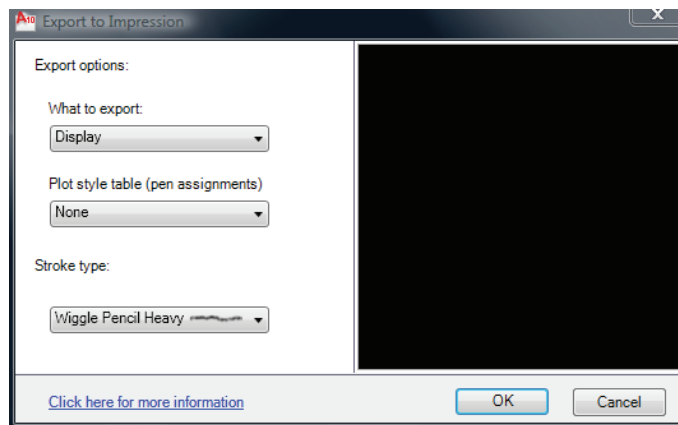 A10 Export to Impression
X
Export options:
What to export:
Display
Plot style table (pen assignments)
None
Stroke type:
Wiggle Pencil Heavy
Click here for more information
OK
Cancel